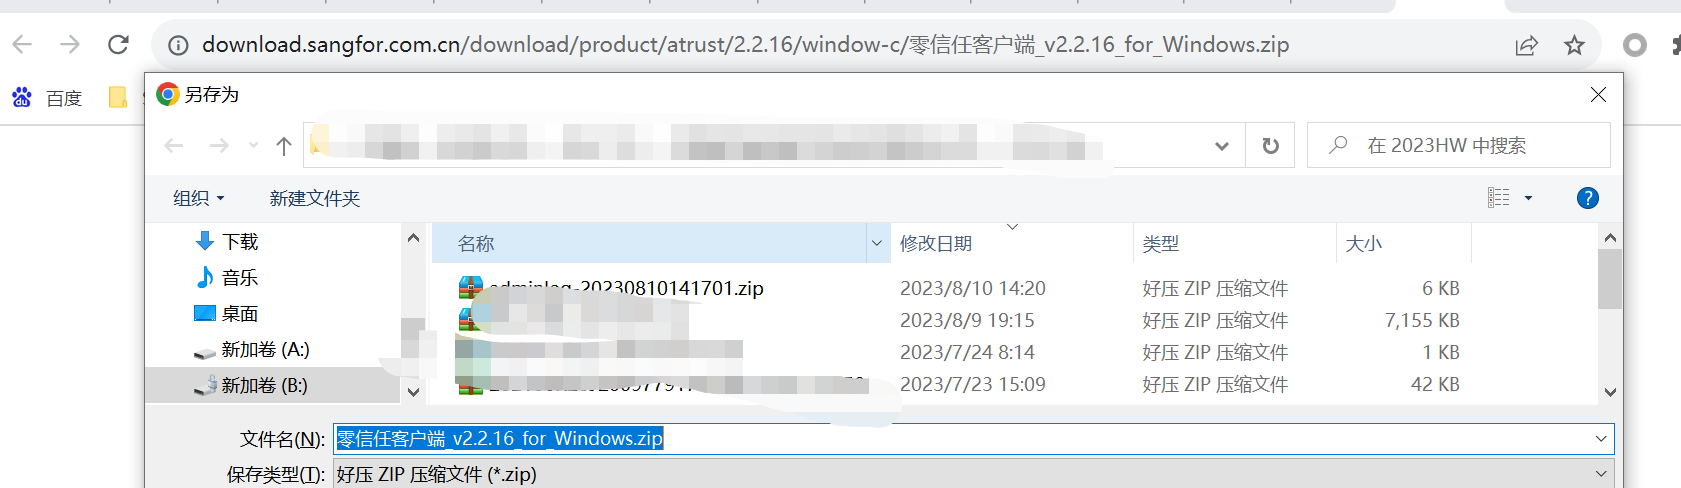 download.sangfor.com.cn/download/product/atrust/2.2.16/window-c/零信任客户端_v2.2.16_for_Windows.zip
百度
另存为
在 2023HW 中搜索
组织
新建文件夹
下载
音乐
桌面
新加卷 (A:)
新加卷 (B:)
名称
修改日期
类型
大小
adminlog-20230810141701.zip
2023/8/10 14:20
好压 ZIP 压缩文件
6 KB
2023/8/9 19:15
好压 ZIP 压缩文件
7,155 KB
2023/7/24 8:14
好压 ZIP 压缩文件
1 KB
2023/7/23 15:09
好压 ZIP 压缩文件
42 KB
文件名(N):
零信任客户端_v2.2.16_for_Windows.zip
保存类型(T):
好压 ZIP 压缩文件 (*.zip)